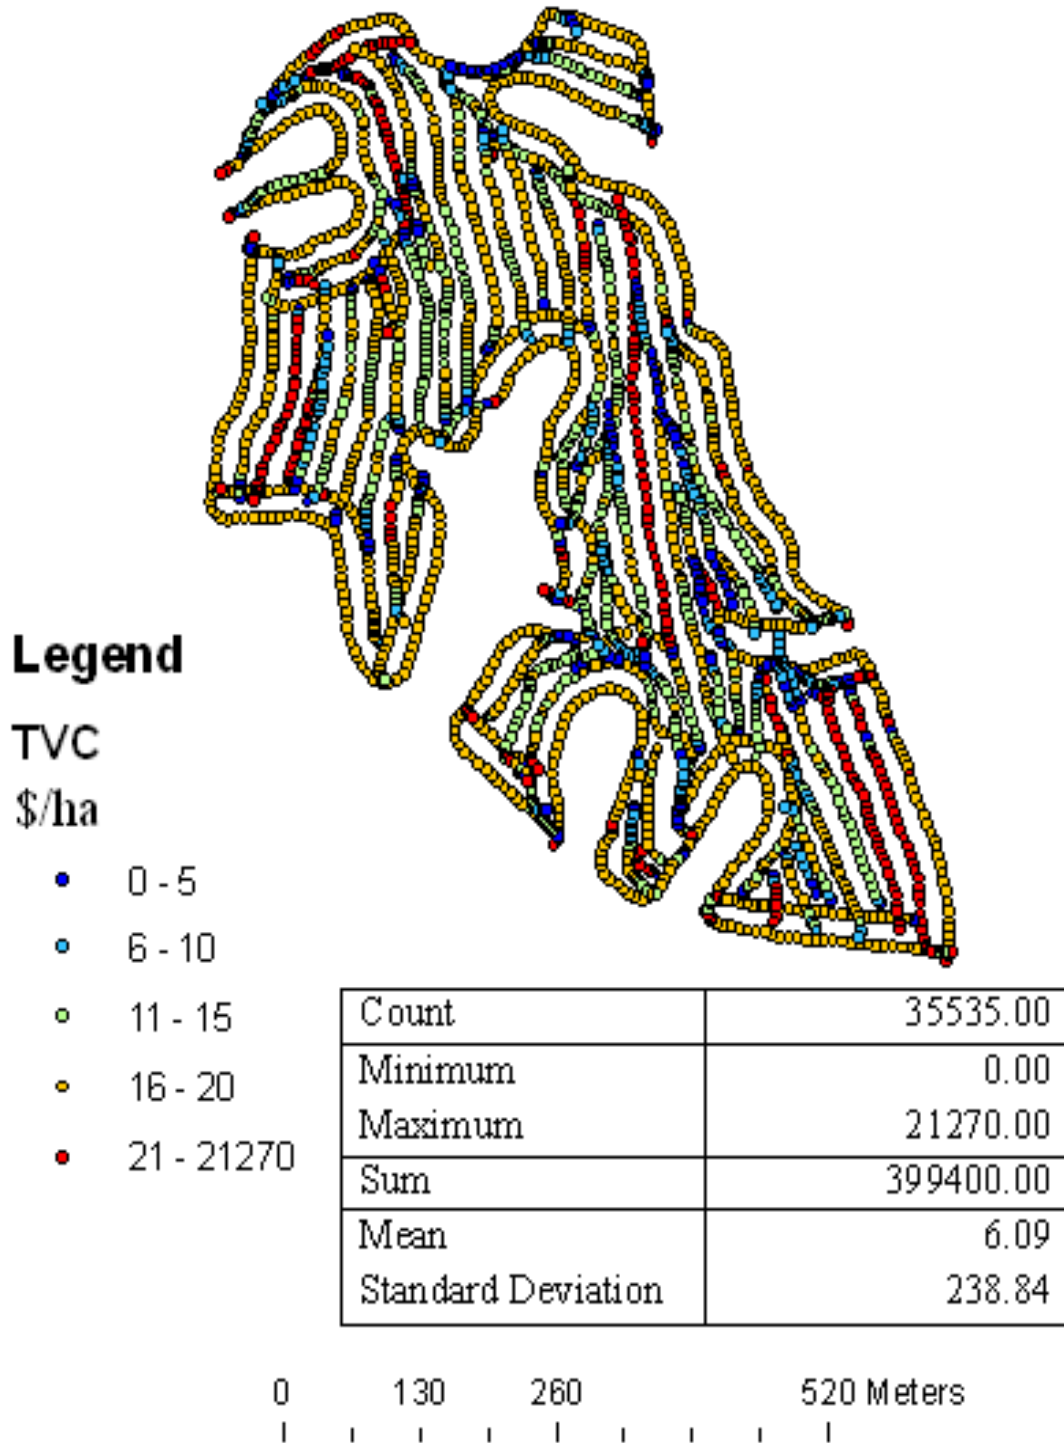 Legend
TVC
$/ha
0 - 5
6 - 10
11 - 15
16 - 20
21 - 21270
Count 35535.00
Minimum 0.00
Maximum 21270.00
Sum 399400.00
Mean 6.09
Standard Deviation 238.84
0 130 260 520 Meters